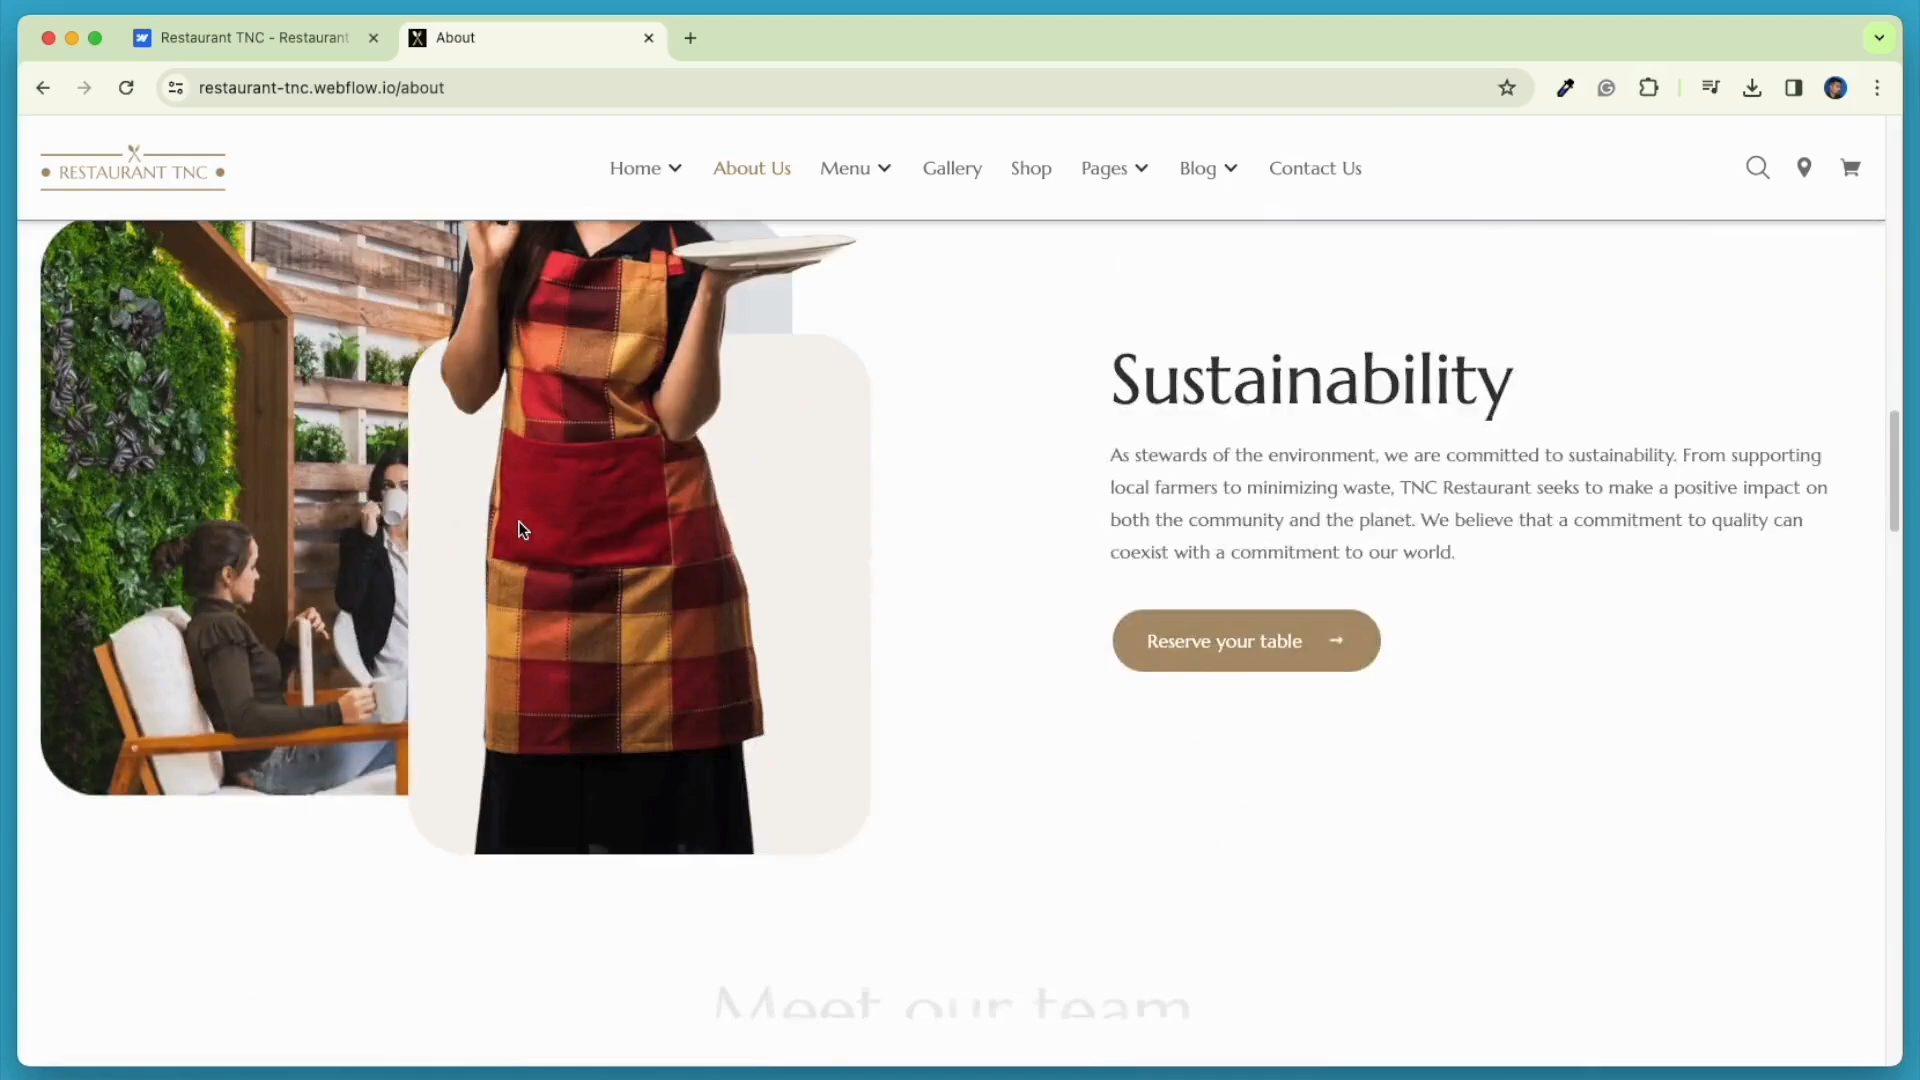 Restaurant TNC - Restaurant
About
restaurant-tnc.webflow.io/about
RESTAURANT TNC
Home
About Us
Menu
Gallery
Shop
Pages
Blog
Contact Us
Sustainability
As stewards of the environment, we are committed to sustainability. From supporting
local farmers to minimizing waste, TNC Restaurant seeks to make a positive impact on
both the community and the planet. We believe that a commitment to quality can
coexist with a commitment to our world.
Reserve your table →
Meet our team